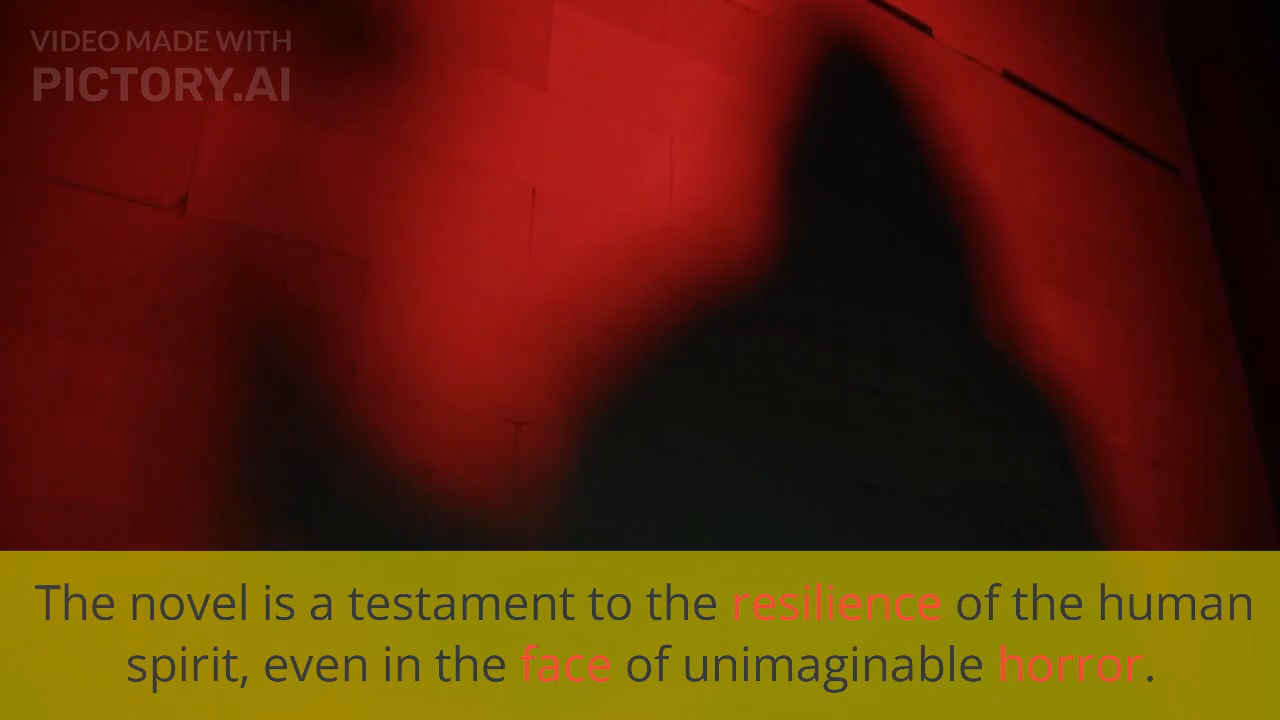 VIDEO MADE WITH
PICTORY.AI
The novel is a testament to the resilience of the human
spirit, even in the face of unimaginable horror.